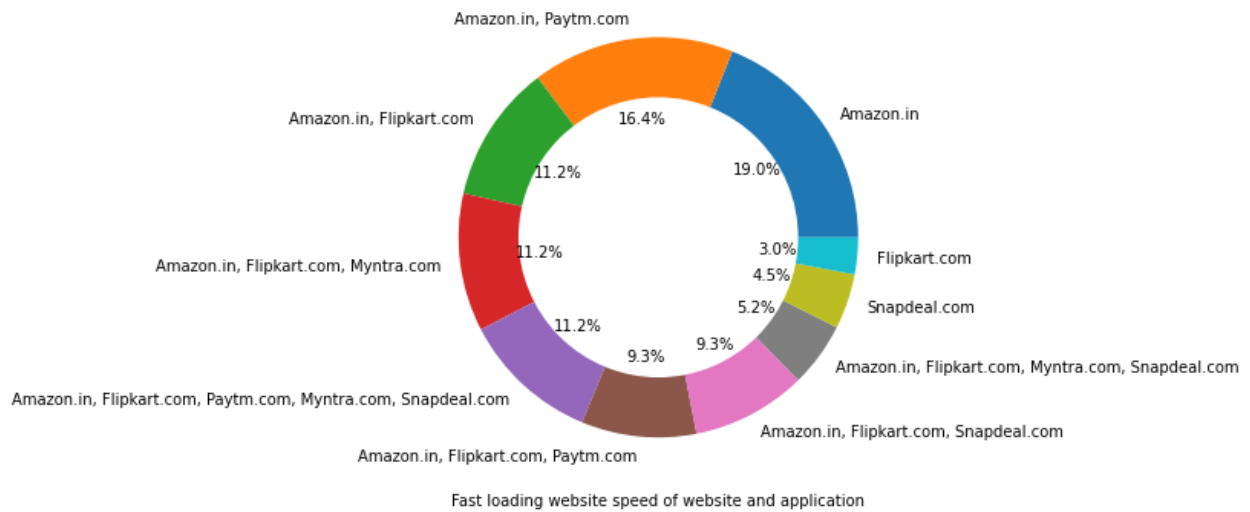 Amazon.in, Paytm.com
Amazon.in
Amazon.in, Flipkart.com
16.4%
19.0%
11.2%
Amazon.in, Flipkart.com, Myntra.com
11.2%
3.0%
Flipkart.com
4.5%
Snapdeal.com
5.2%
11.2%
9.3%
9.3%
Amazon.in, Flipkart.com, Myntra.com, Snapdeal.com
Amazon.in, Flipkart.com, Paytm.com, Myntra.com, Snapdeal.com
Amazon.in, Flipkart.com, Snapdeal.com
Amazon.in, Flipkart.com, Paytm.com
Fast loading website speed of website and application